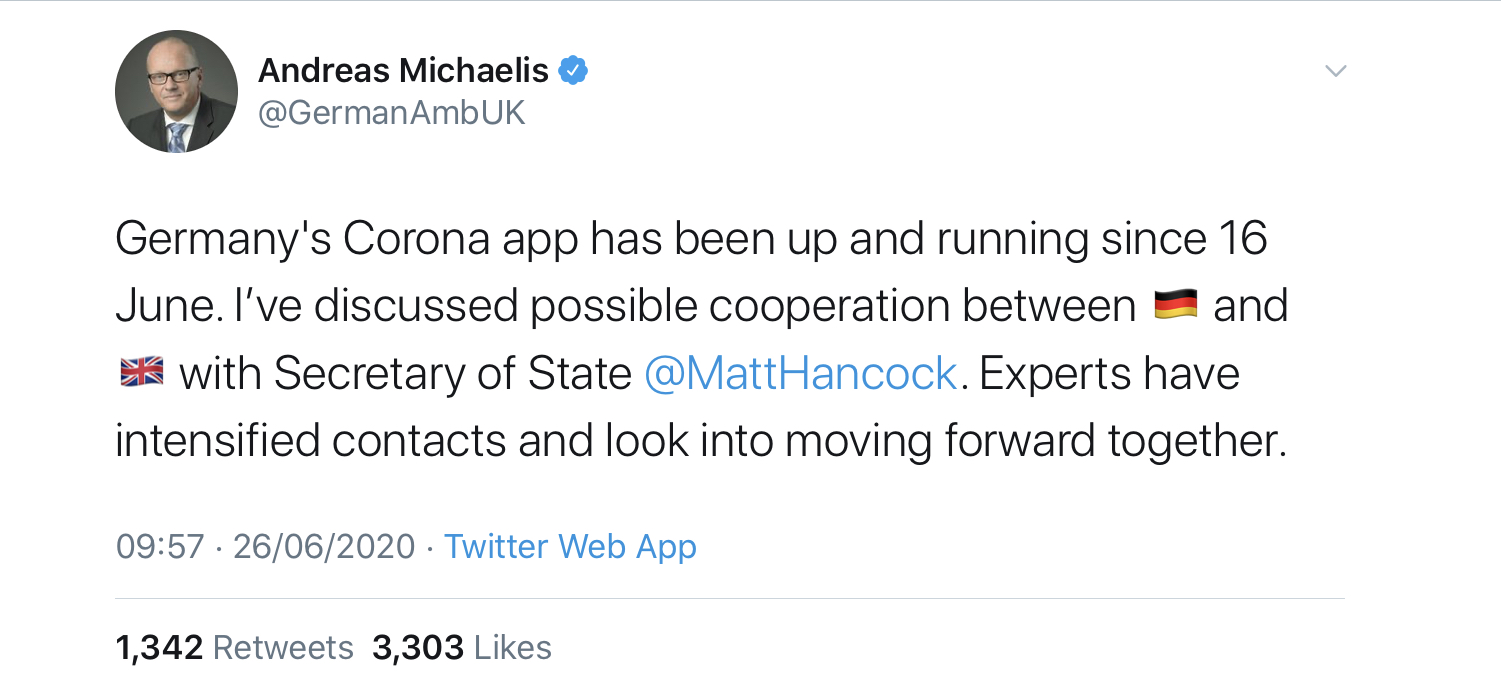 Andreas Michaelis
@GermanAmbUK
Germany's Corona app has been up and running since 16
June. I’ve discussed possible cooperation between 🇩🇪 and
🇬🇧 with Secretary of State @MattHancock. Experts have
intensified contacts and look into moving forward together.
09:57 · 26/06/2020 · Twitter Web App
1,342 Retweets 3,303 Likes